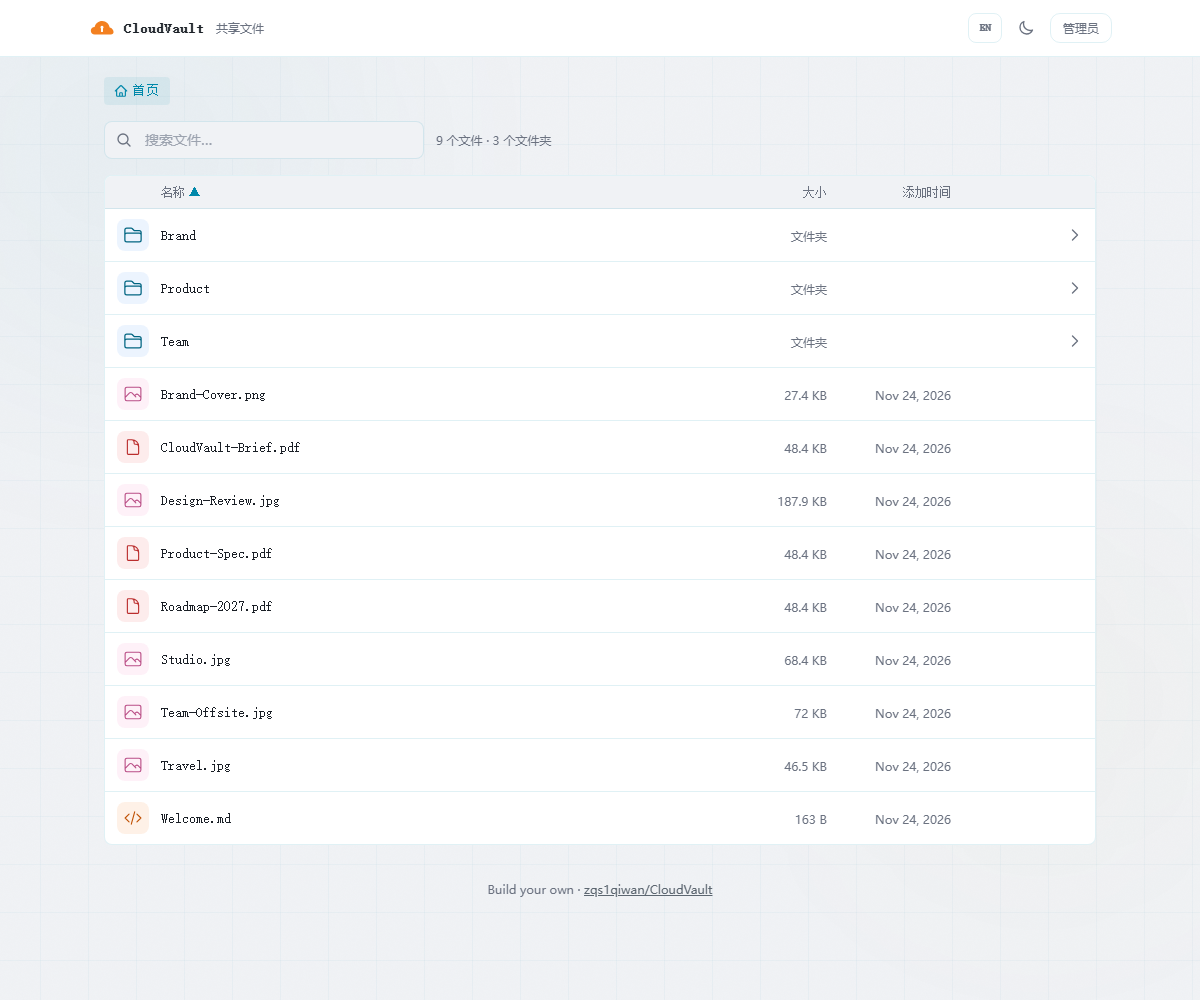 CloudVault 共享文件 EN 管理员
首页
搜索文件... 9 个文件 · 3 个文件夹
名称 ▲ 大小 添加时间
Brand 文件夹
Product 文件夹
Team 文件夹
Brand-Cover.png 27.4 KB Nov 24, 2026
CloudVault-Brief.pdf 48.4 KB Nov 24, 2026
Design-Review.jpg 187.9 KB Nov 24, 2026
Product-Spec.pdf 48.4 KB Nov 24, 2026
Roadmap-2027.pdf 48.4 KB Nov 24, 2026
Studio.jpg 68.4 KB Nov 24, 2026
Team-Offsite.jpg 72 KB Nov 24, 2026
Travel.jpg 46.5 KB Nov 24, 2026
Welcome.md 163 B Nov 24, 2026
Build your own · zqs1qiwan/CloudVault